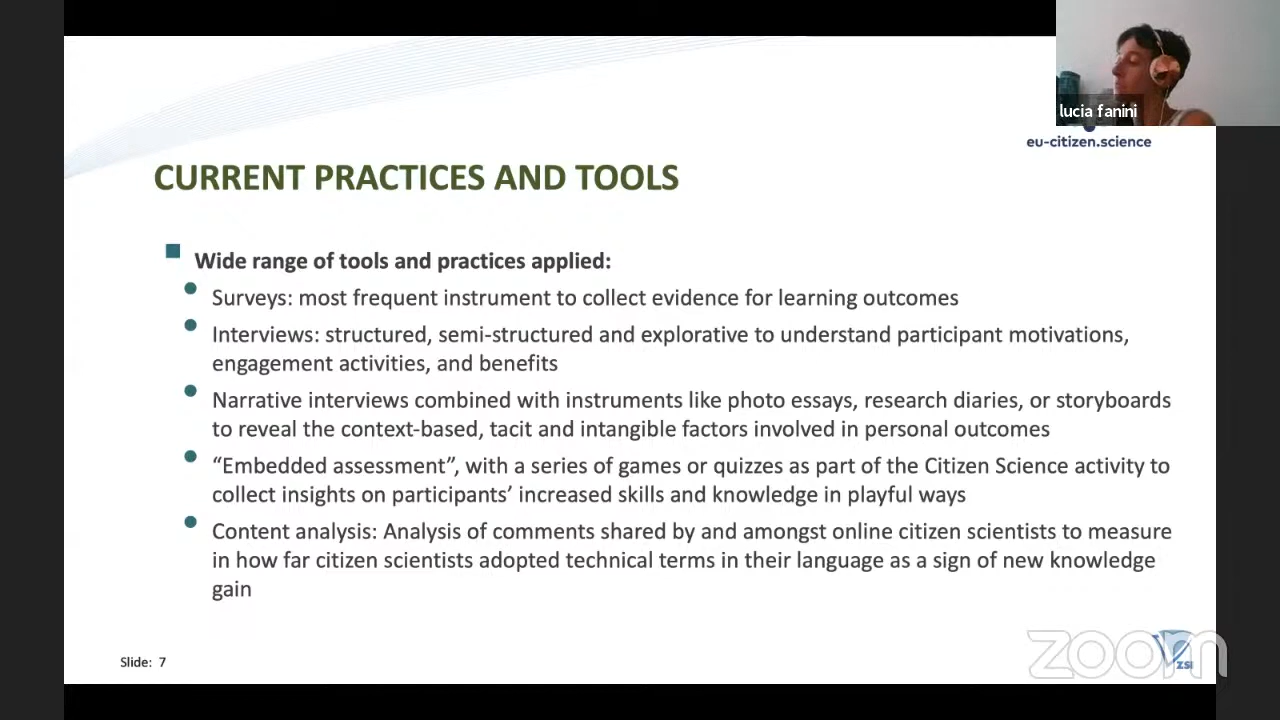 lucia fanini
eu-citizen.science
CURRENT PRACTICES AND TOOLS
Wide range of tools and practices applied:
Surveys: most frequent instrument to collect evidence for learning outcomes
Interviews: structured, semi-structured and explorative to understand participant motivations,
engagement activities, and benefits
Narrative interviews combined with instruments like photo essays, research diaries, or storyboards
to reveal the context-based, tacit and intangible factors involved in personal outcomes
“Embedded assessment”, with a series of games or quizzes as part of the Citizen Science activity to
collect insights on participants’ increased skills and knowledge in playful ways
Content analysis: Analysis of comments shared by and amongst online citizen scientists to measure
in how far citizen scientists adopted technical terms in their language as a sign of new knowledge
gain
Slide: 7
zoom
ZSI